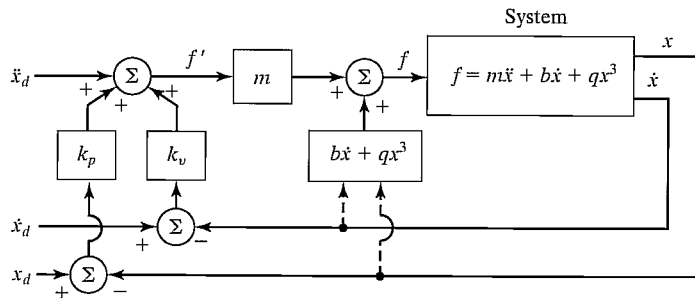 System
ẍ_d
Σ
f′
m
Σ
f
f = mẍ + bẋ + qx³
x
ẋ
+
+
+
+
+
k_p
k_v
bẋ + qx³
ẋ_d
+
Σ
−
x_d
+
Σ
−